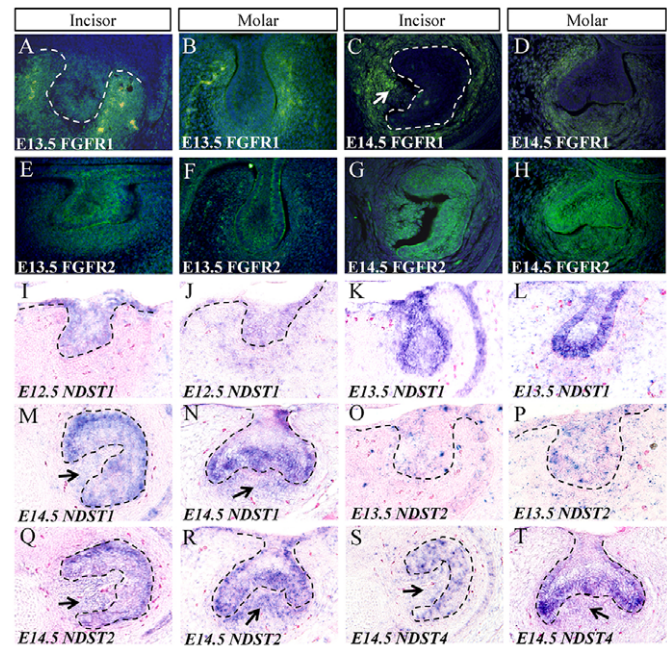 Incisor Molar Incisor Molar
A B C D
E13.5 FGFR1 E13.5 FGFR1 E14.5 FGFR1 E14.5 FGFR1
E F G H
E13.5 FGFR2 E13.5 FGFR2 E14.5 FGFR2 E14.5 FGFR2
I J K L
E12.5 NDST1 E12.5 NDST1 E13.5 NDST1 E13.5 NDST1
M N O P
E14.5 NDST1 E14.5 NDST1 E13.5 NDST2 E13.5 NDST2
Q R S T
E14.5 NDST2 E14.5 NDST2 E14.5 NDST4 E14.5 NDST4